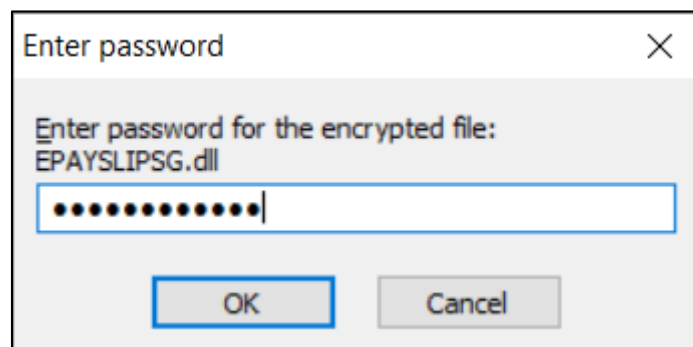 Enter password
Enter password for the encrypted file:
EPAYSLIPSG.dll
OK
Cancel